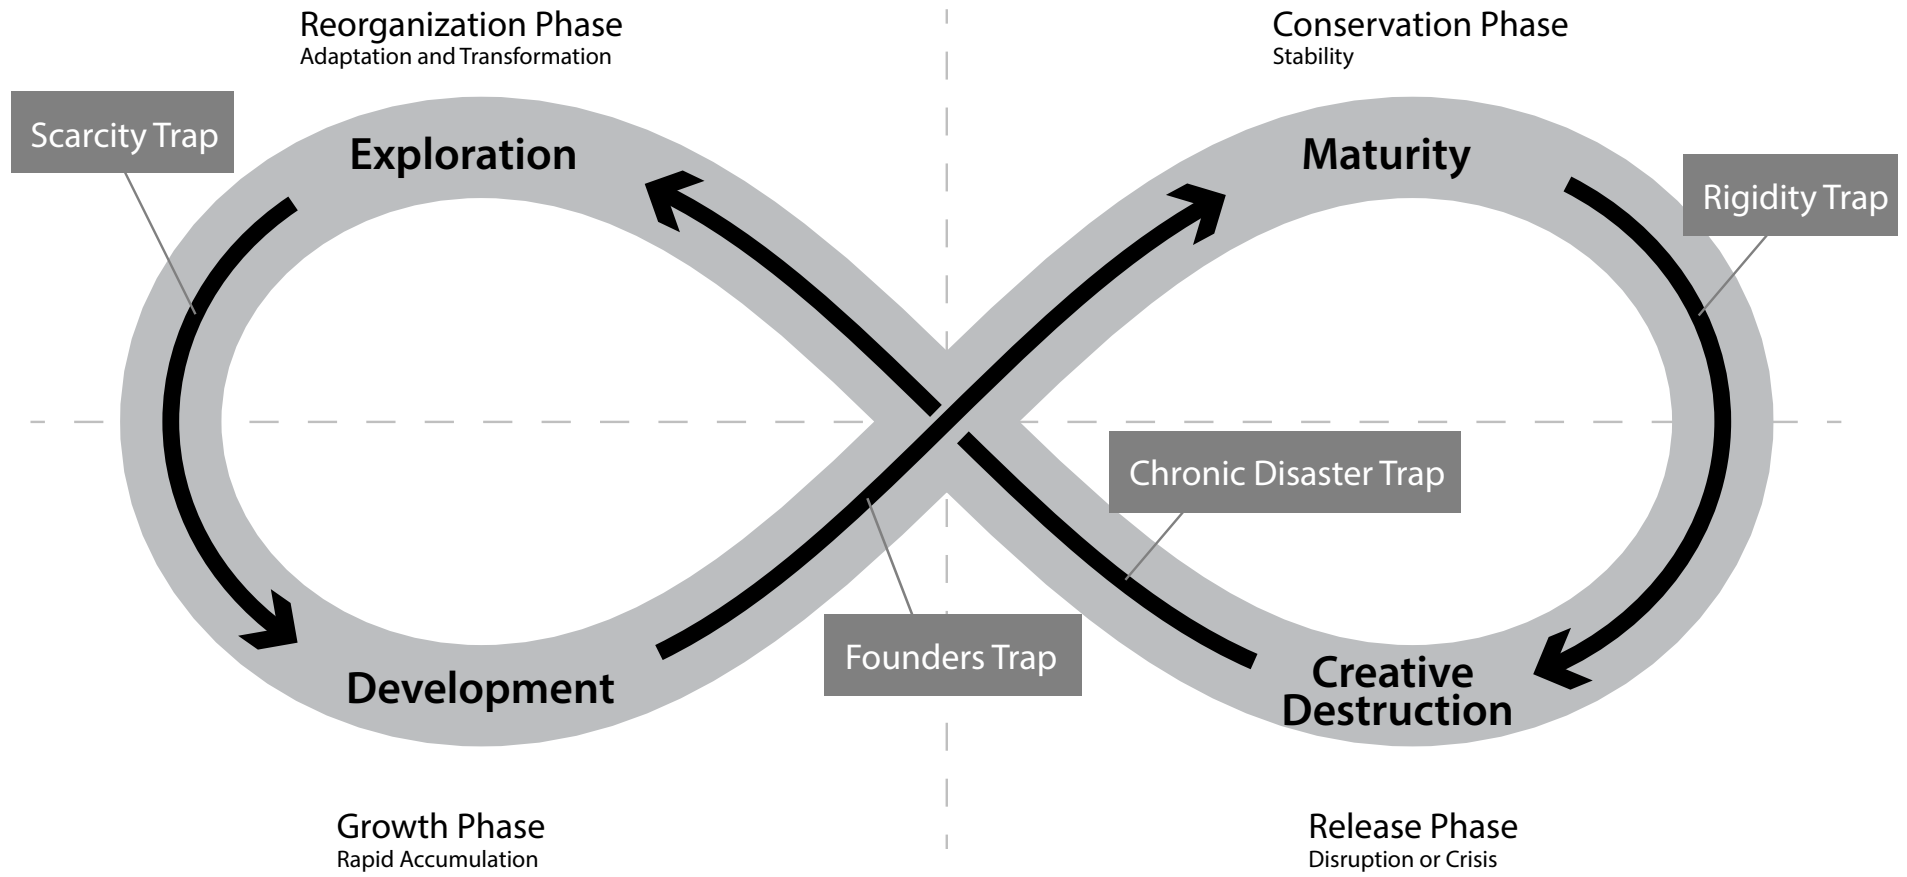 Reorganization Phase
Adaptation and Transformation
Conservation Phase
Stability
Scarcity Trap
Exploration
Maturity
Rigidity Trap
Chronic Disaster Trap
Founders Trap
Development
Creative
Destruction
Growth Phase
Rapid Accumulation
Release Phase
Disruption or Crisis